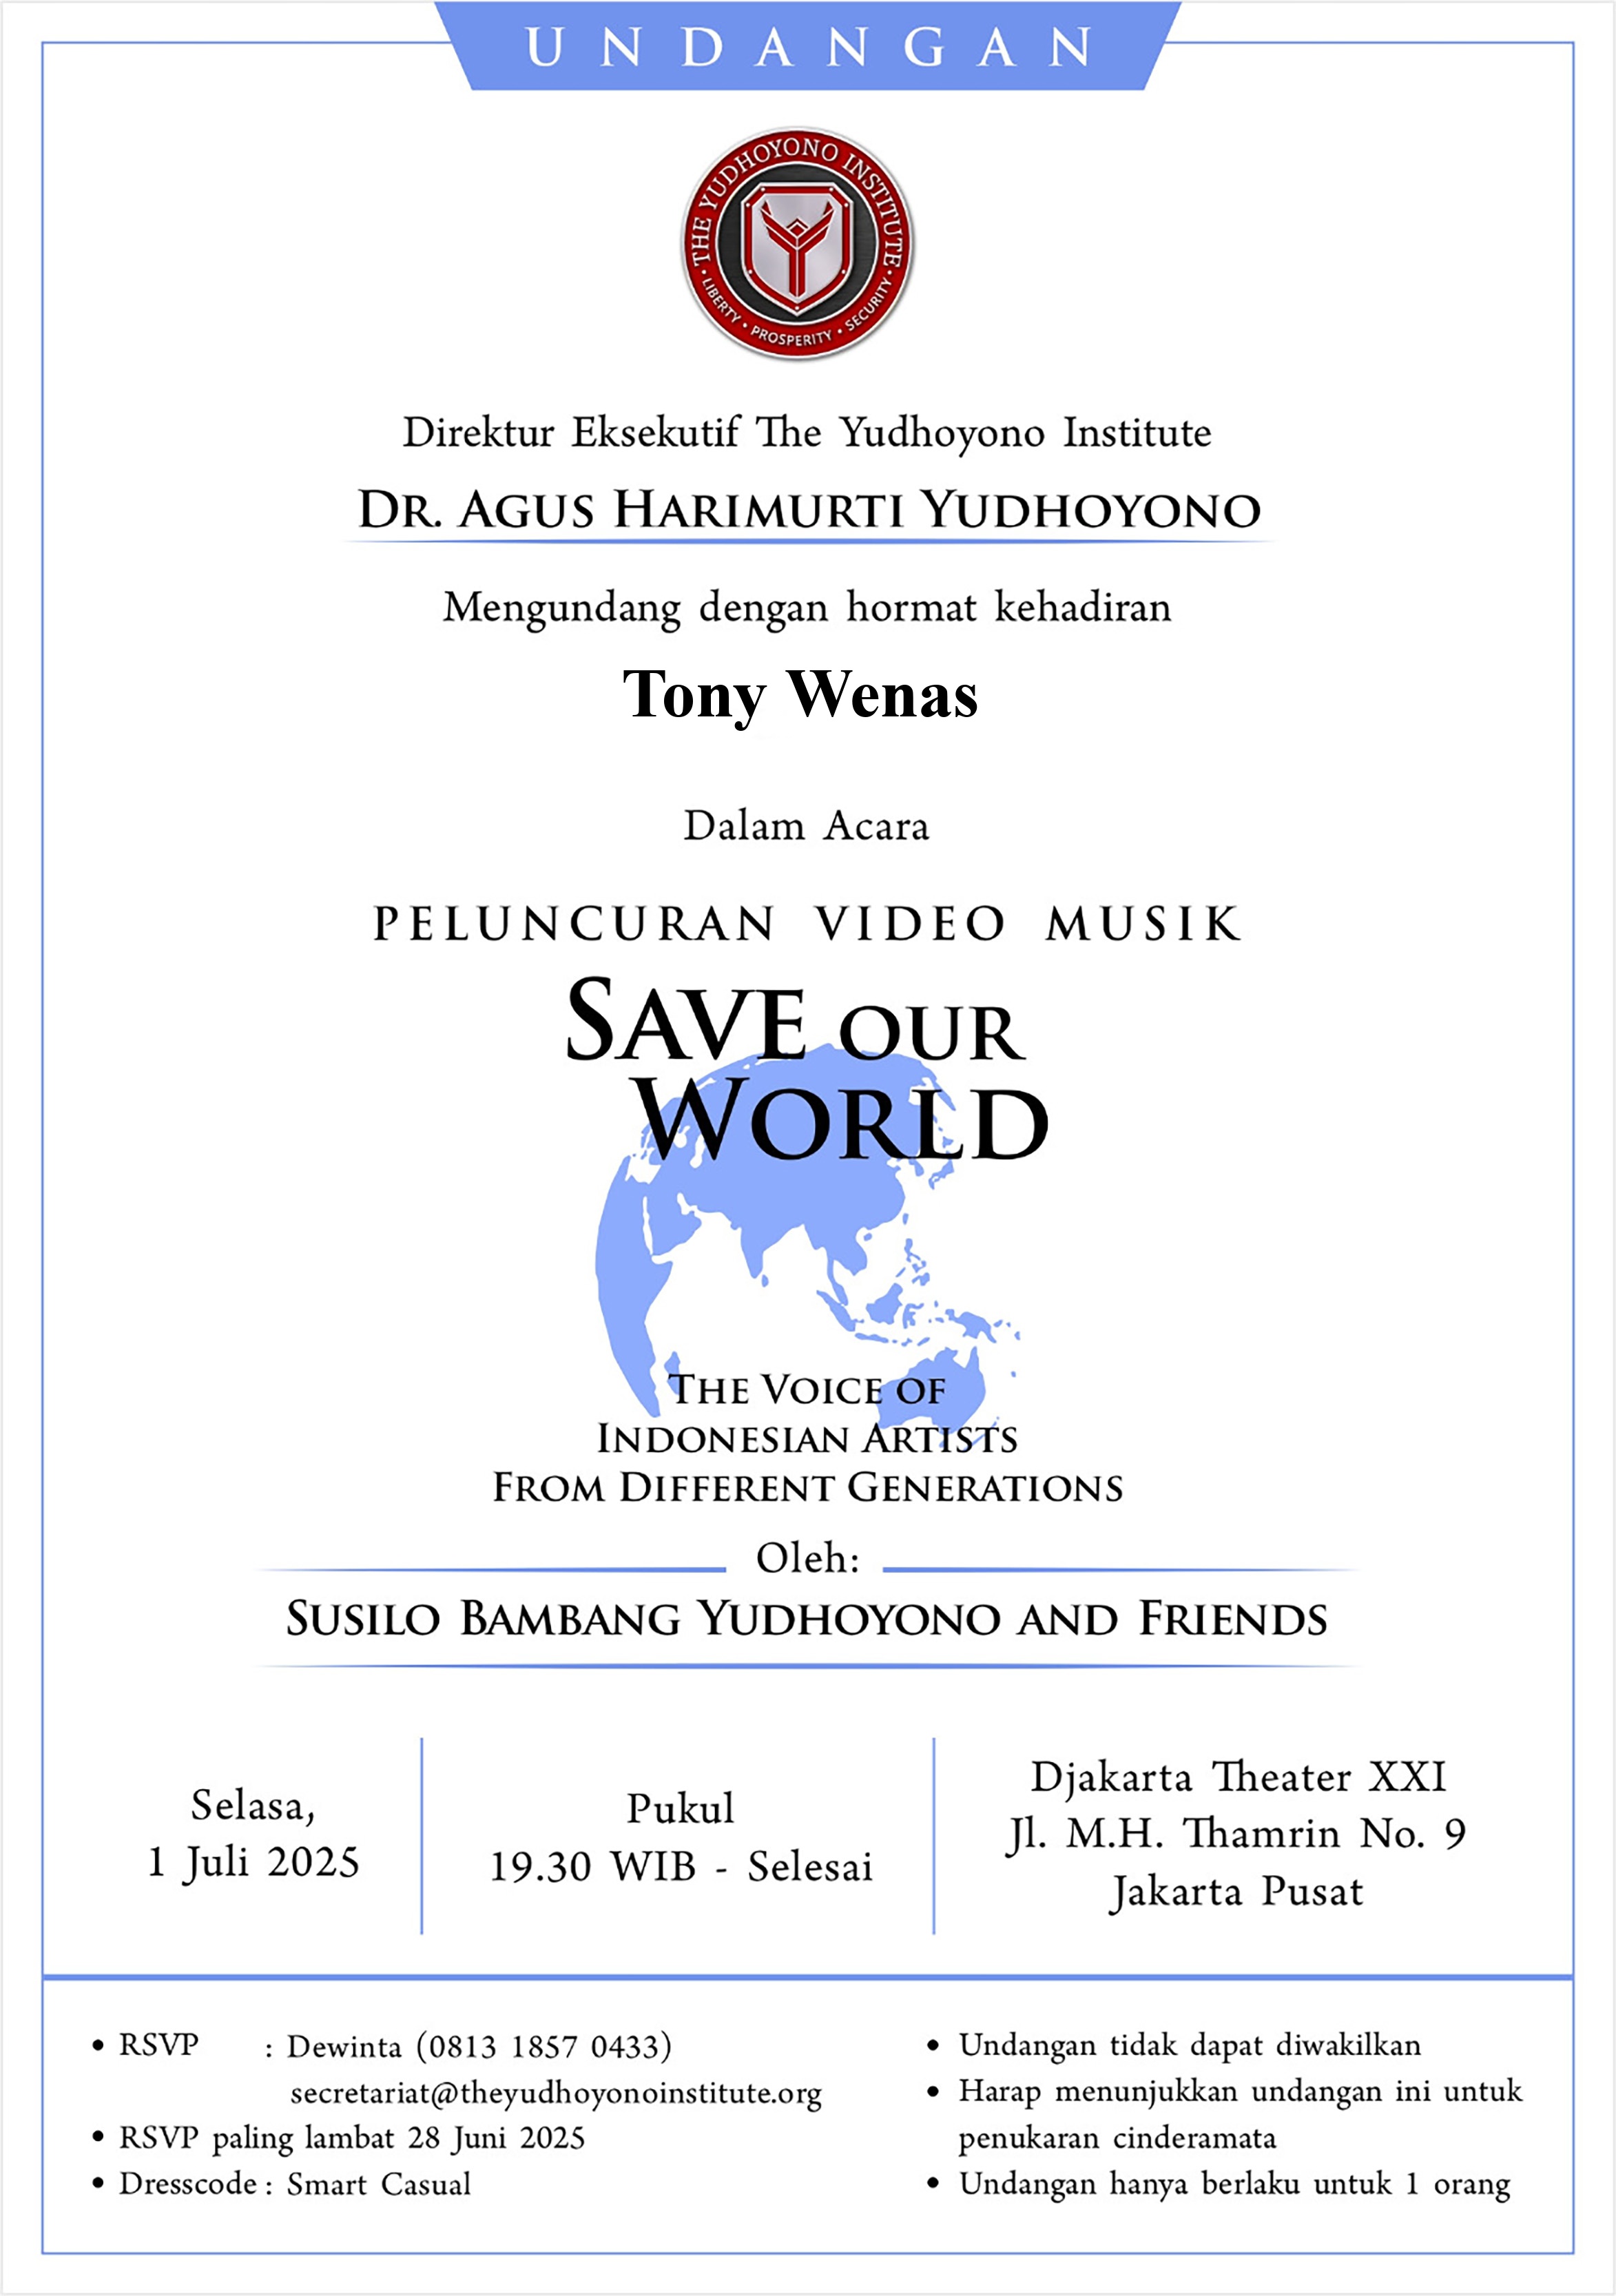 UNDANGAN
THE YUDHOYONO INSTITUTE
LIBERTY • PROSPERITY • SECURITY
Direktur Eksekutif The Yudhoyono Institute
DR. AGUS HARIMURTI YUDHOYONO
Mengundang dengan hormat kehadiran
Tony Wenas
Dalam Acara
PELUNCURAN VIDEO MUSIK
SAVE OUR
WORLD
THE VOICE OF
INDONESIAN ARTISTS
FROM DIFFERENT GENERATIONS
Oleh:
SUSILO BAMBANG YUDHOYONO AND FRIENDS
Selasa,
1 Juli 2025
Pukul
19.30 WIB - Selesai
Djakarta Theater XXI
Jl. M.H. Thamrin No. 9
Jakarta Pusat
• RSVP : Dewinta (0813 1857 0433)
secretariat@theyudhoyonoinstitute.org
• RSVP paling lambat 28 Juni 2025
• Dresscode : Smart Casual
• Undangan tidak dapat diwakilkan
• Harap menunjukkan undangan ini untuk
penukaran cinderamata
• Undangan hanya berlaku untuk 1 orang